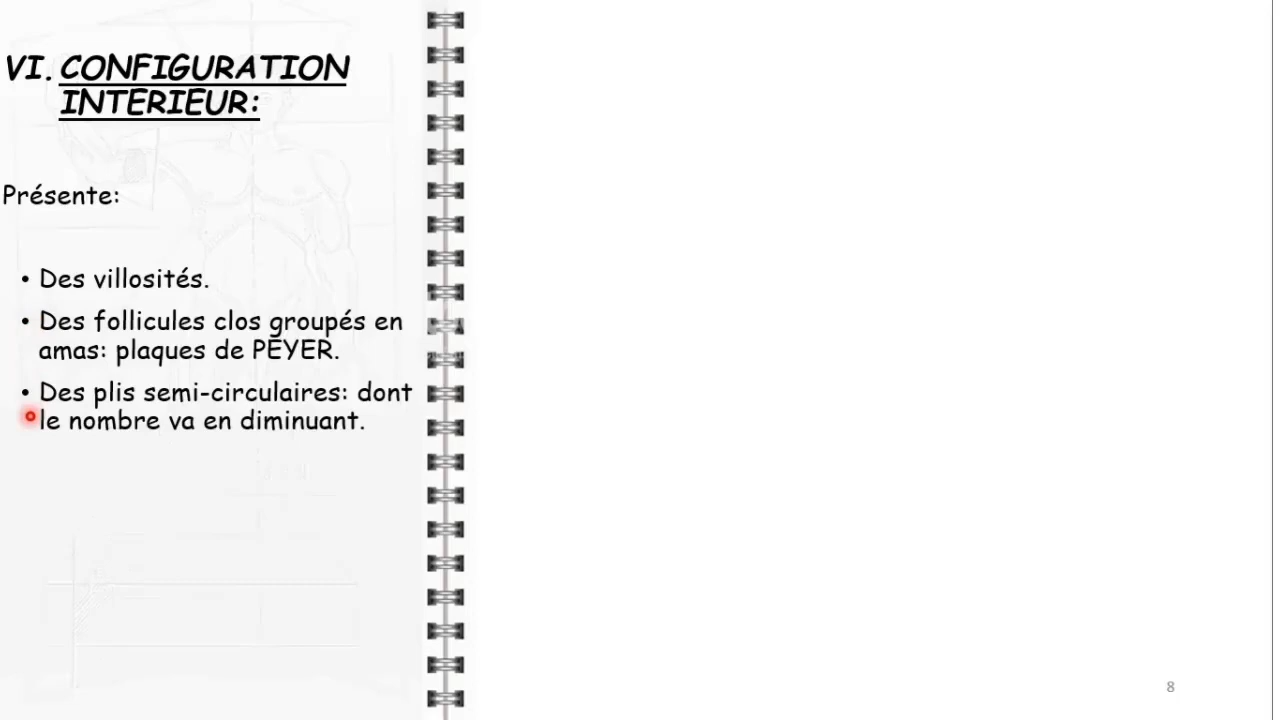 VI. CONFIGURATION
INTERIEUR:
Présente:
• Des villosités.
• Des follicules clos groupés en
amas: plaques de PEYER.
• Des plis semi-circulaires: dont
le nombre va en diminuant.
8